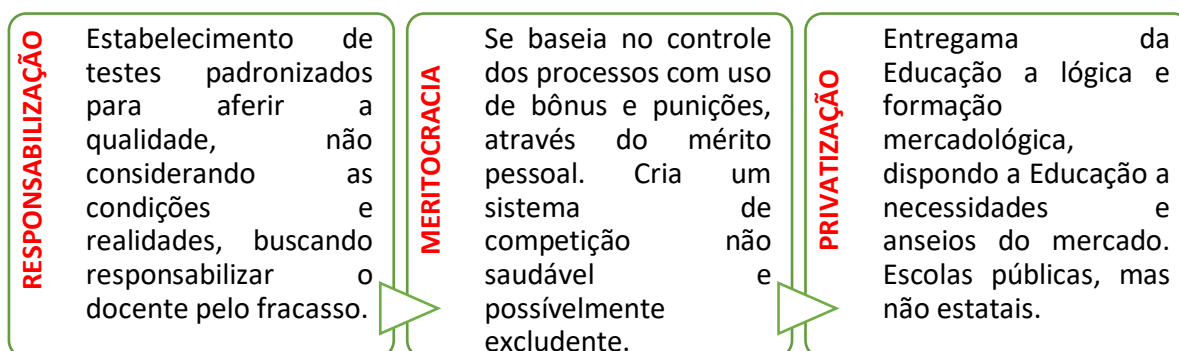 RESPONSABILIZAÇÃO
Estabelecimento de
testes padronizados
para aferir a
qualidade, não
considerando as
condições e
realidades, buscando
responsabilizar o
docente pelo fracasso.
MERITOCRACIA
Se baseia no controle
dos processos com uso
de bônus e punições,
através do mérito
pessoal. Cria um
sistema de
competição não
saudável e
possívelmente
excludente.
PRIVATIZAÇÃO
Entregama da
Educação a lógica e
formação
mercadológica,
dispondo a Educação a
necessidades e
anseios do mercado.
Escolas públicas, mas
não estatais.